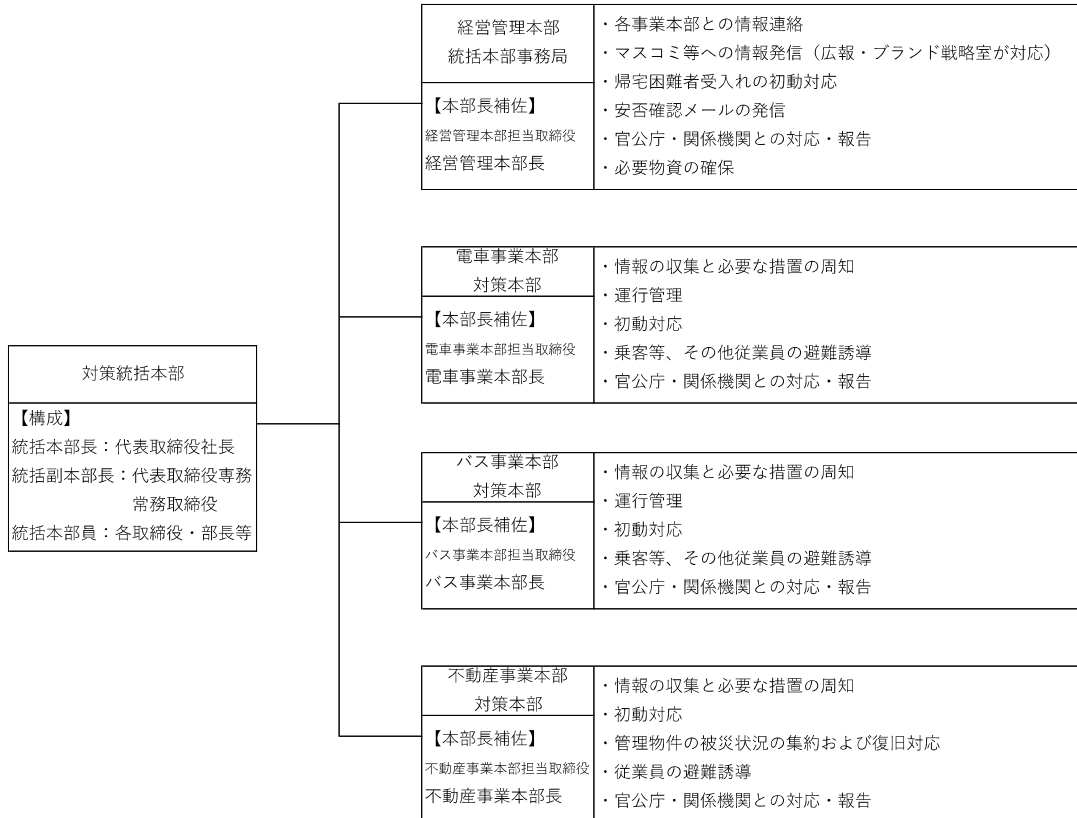 経営管理本部
統括本部事務局
【本部長補佐】
経営管理本部担当取締役
経営管理本部長
・各事業本部との情報連絡
・マスコミ等への情報発信（広報・ブランド戦略室が対応）
・帰宅困難者受入れの初動対応
・安否確認メールの発信
・官公庁・関係機関との対応・報告
・必要物資の確保
電車事業本部
対策本部
【本部長補佐】
電車事業本部担当取締役
電車事業本部長
・情報の収集と必要な措置の周知
・運行管理
・初動対応
・乗客等、その他従業員の避難誘導
・官公庁・関係機関との対応・報告
対策統括本部
【構成】
統括本部長：代表取締役社長
統括副本部長：代表取締役専務
常務取締役
統括本部員：各取締役・部長等
バス事業本部
対策本部
【本部長補佐】
バス事業本部担当取締役
バス事業本部長
・情報の収集と必要な措置の周知
・運行管理
・初動対応
・乗客等、その他従業員の避難誘導
・官公庁・関係機関との対応・報告
不動産事業本部
対策本部
【本部長補佐】
不動産事業本部担当取締役
不動産事業本部長
・情報の収集と必要な措置の周知
・初動対応
・管理物件の被災状況の集約および復旧対応
・従業員の避難誘導
・官公庁・関係機関との対応・報告